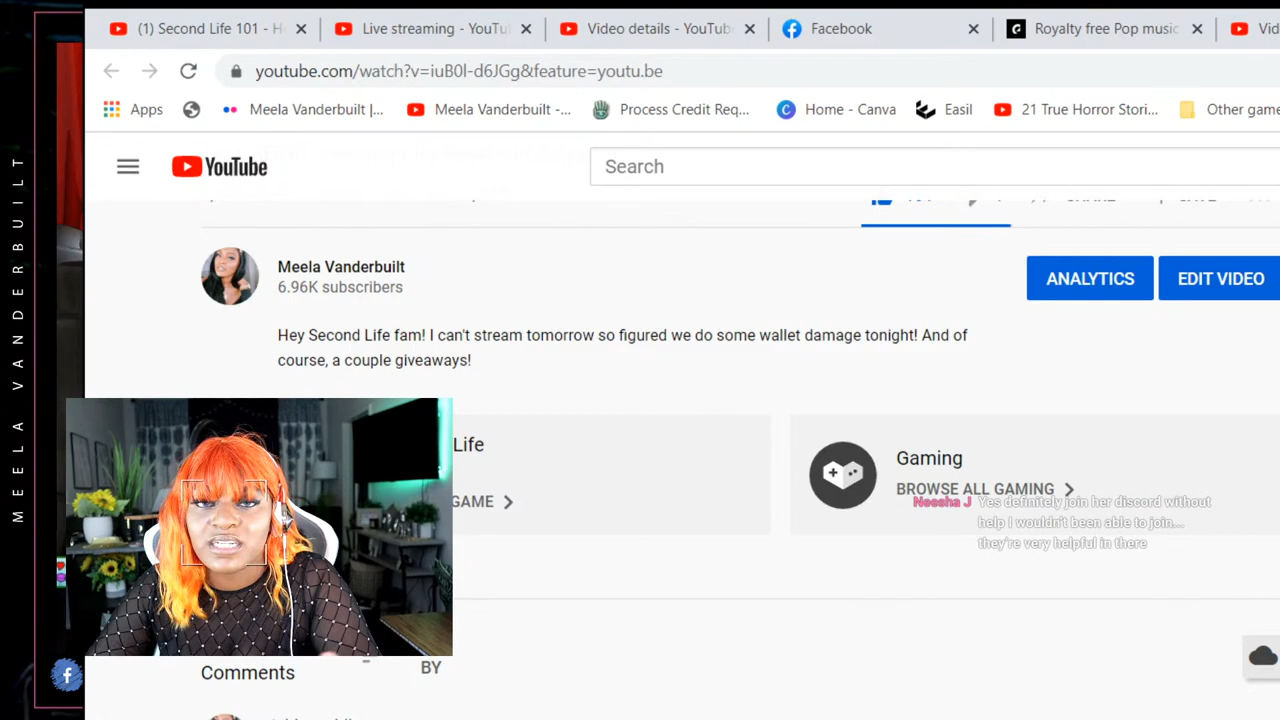 (1) Second Life 101 - H
Live streaming - YouTu
Video details - YouTub
Facebook
Royalty free Pop music
Vid
youtube.com/watch?v=iuB0l-d6JGg&feature=youtu.be
Apps
Meela Vanderbuilt |...
Meela Vanderbuilt -...
Process Credit Req...
Home - Canva
Easil
21 True Horror Stori...
Other game
YouTube
Search
MEELA VANDERBUILT
Meela Vanderbuilt
6.96K subscribers
ANALYTICS
EDIT VIDEO
Hey Second Life fam! I can't stream tomorrow so figured we do some wallet damage tonight! And of
course, a couple giveaways!
Life
GAME
Gaming
BROWSE ALL GAMING
Neesha J Yes definitely join her discord without
help I wouldn't been able to join...
they're very helpful in there
Comments
BY